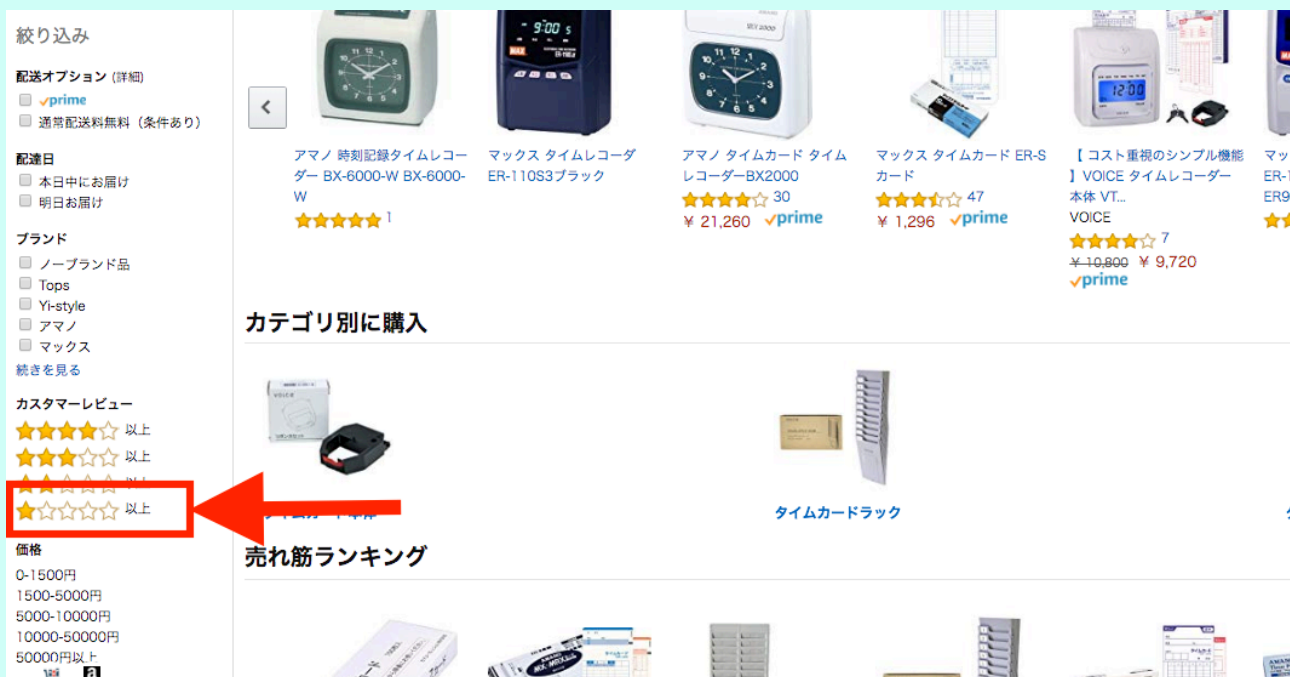 絞り込み
配送オプション (詳細)
prime
通常配送料無料（条件あり）
配達日
本日中にお届け
明日お届け
ブランド
ノーブランド品
Tops
Yi-style
アマノ
マックス
続きを見る
カスタマーレビュー
以上
以上
以上
価格
0-1500円
1500-5000円
5000-10000円
10000-50000円
50000円以上
アマノ 時刻記録タイムレコー
ダー BX-6000-W BX-6000-
W
1
マックス タイムレコーダ
ER-110S3ブラック
アマノ タイムカード タイム
レコーダーBX2000
30
¥ 21,260 prime
マックス タイムカード ER-S
カード
47
¥ 1,296 prime
【 コスト重視のシンプル機能
】VOICE タイムレコーダー
本体 VT...
VOICE
7
¥ 10,800 ¥ 9,720
prime
マッ
ER-1
ER9
9:00
MAX
12:00
カテゴリ別に購入
タイムカードラック
売れ筋ランキング